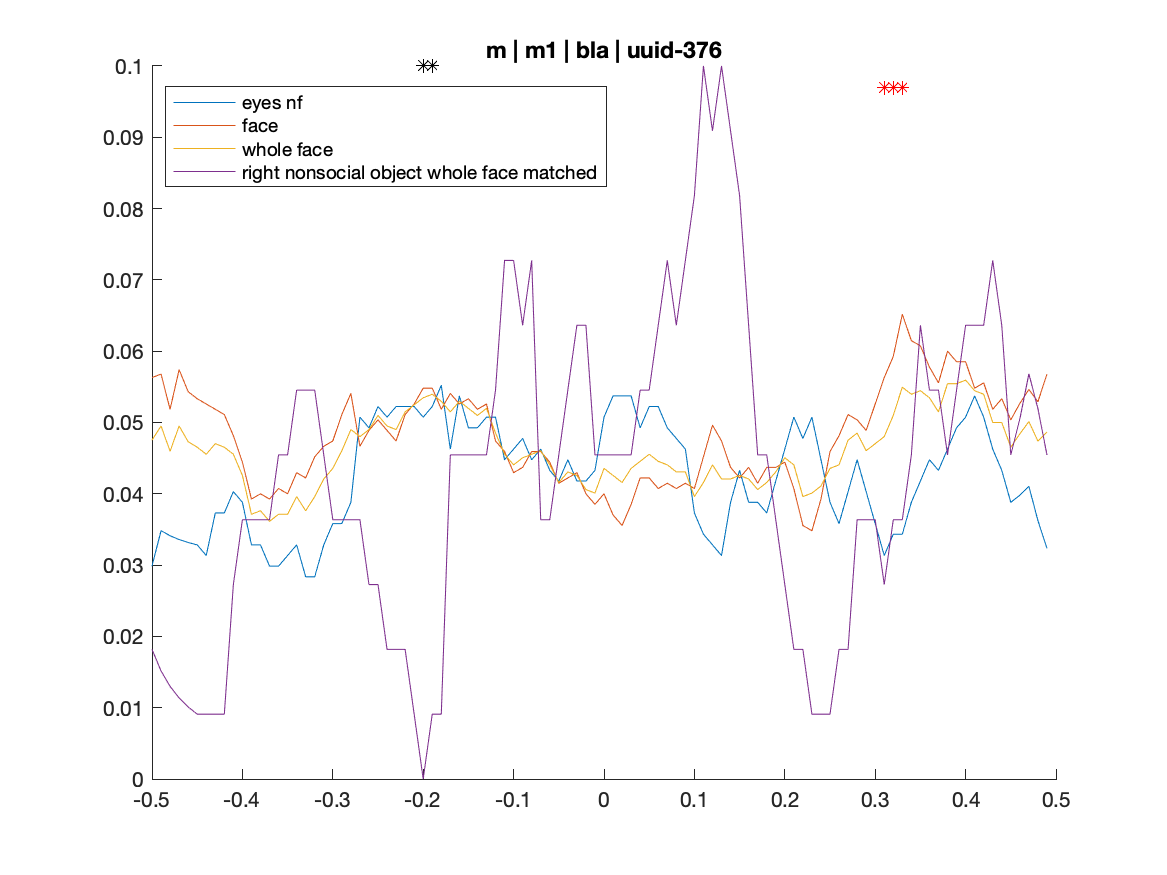 m | m1 | bla | uuid-376
0.1
0.09
0.08
0.07
0.06
0.05
0.04
0.03
0.02
0.01
0
eyes nf
face
whole face
right nonsocial object whole face matched
-0.5 -0.4 -0.3 -0.2 -0.1 0 0.1 0.2 0.3 0.4 0.5